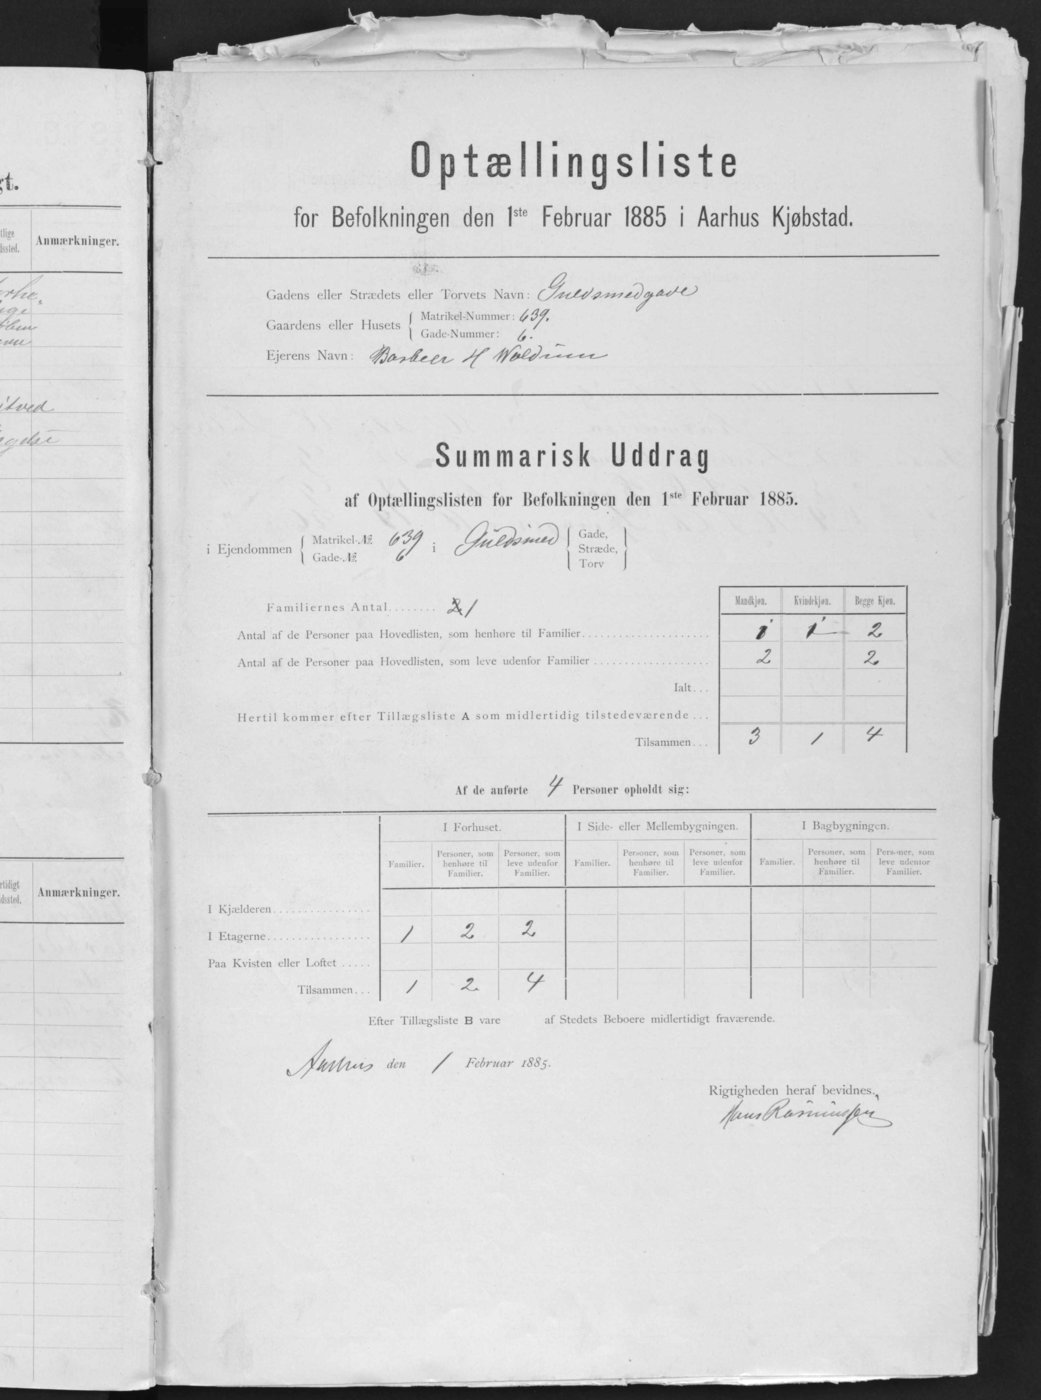 gt.
Anmærkninger.
itved
Anmærkninger.
Optællingsliste
for Befolkningen den 1ste Februar 1885 i Aarhus Kjøbstad.
Gadens eller Strædets eller Torvets Navn: Guldsmedgade
Gaardens eller Husets { Matrikel-Nummer: 639.
Gade-Nummer: 6.
Ejerens Navn: Barbeer H Woldum
Summarisk Uddrag
af Optællingslisten for Befolkningen den 1ste Februar 1885.
i Ejendommen { Matrikel-№ 639 i Guldsmed { Gade, }
Gade-№ 6 Stræde,
Torv
Mandkjøn. Kvindekjøn. Begge Kjøn.
Familiernes Antal ........ 2 1
Antal af de Personer paa Hovedlisten, som henhøre til Familier 1 1 2
Antal af de Personer paa Hovedlisten, som leve udenfor Familier 2 2
Ialt...
Hertil kommer efter Tillægsliste A som midlertidig tilstedeværende ...
Tilsammen... 3 1 4
Af de anførte 4 Personer opholdt sig:
I Forhuset. I Side- eller Mellembygningen. I Bagbygningen.
Familier. Personer, som henhøre til Familier. Personer, som leve udenfor Familier. Familier. Personer, som henhøre til Familier. Personer, som leve udenfor Familier. Familier. Personer, som henhøre til Familier. Personer, som leve udenfor Familier.
I Kjælderen
I Etagerne 1 2 2
Paa Kvisten eller Loftet
Tilsammen... 1 2 4
Efter Tillægsliste B vare af Stedets Beboere midlertidigt fraværende.
Aarhus den 1 Februar 1885.
Rigtigheden heraf bevidnes.
Hans Rasmussen